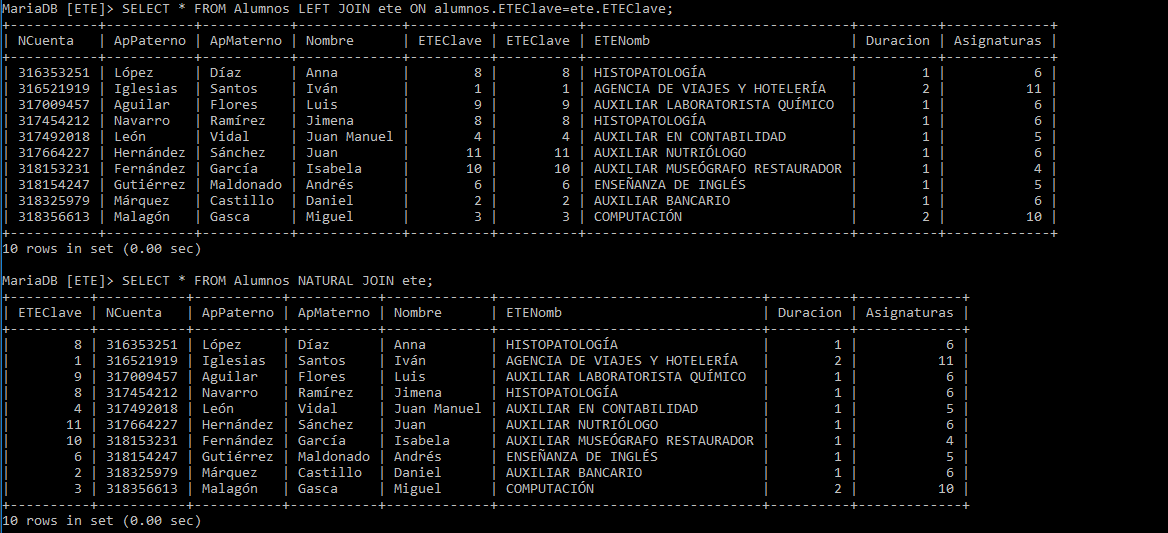 MariaDB [ETE]> SELECT * FROM Alumnos LEFT JOIN ete ON alumnos.ETEClave=ete.ETEClave;
+-----------+-----------+-----------+-------------+----------+----------+-------------------------------+----------+-------------+
| NCuenta   | ApPaterno | ApMaterno | Nombre      | ETEClave | ETEClave | ETENomb                        | Duracion | Asignaturas |
+-----------+-----------+-----------+-------------+----------+----------+-------------------------------+----------+-------------+
| 316353251 | López     | Díaz      | Anna        |        8 |        8 | HISTOPATOLOGÍA                 |        1 |           6 |
| 316521919 | Iglesias  | Santos    | Iván        |        1 |        1 | AGENCIA DE VIAJES Y HOTELERÍA  |        2 |          11 |
| 317009457 | Aguilar   | Flores    | Luis        |        9 |        9 | AUXILIAR LABORATORISTA QUÍMICO |        1 |           6 |
| 317454212 | Navarro   | Ramírez   | Jimena      |        8 |        8 | HISTOPATOLOGÍA                 |        1 |           6 |
| 317492018 | León      | Vidal     | Juan Manuel |        4 |        4 | AUXILIAR EN CONTABILIDAD       |        1 |           5 |
| 317664227 | Hernández | Sánchez   | Juan        |       11 |       11 | AUXILIAR NUTRIÓLOGO            |        1 |           6 |
| 318153231 | Fernández | García    | Isabela     |       10 |       10 | AUXILIAR MUSEÓGRAFO RESTAURADOR |        1 |           4 |
| 318154247 | Gutiérrez | Maldonado | Andrés      |        6 |        6 | ENSEÑANZA DE INGLÉS            |        1 |           5 |
| 318325979 | Márquez   | Castillo  | Daniel      |        2 |        2 | AUXILIAR BANCARIO              |        1 |           6 |
| 318356613 | Malagón   | Gasca     | Miguel      |        3 |        3 | COMPUTACIÓN                    |        2 |          10 |
+-----------+-----------+-----------+-------------+----------+----------+-------------------------------+----------+-------------+
10 rows in set (0.00 sec)
MariaDB [ETE]> SELECT * FROM Alumnos NATURAL JOIN ete;
+----------+-----------+-----------+-----------+-------------+-------------------------------+----------+-------------+
| ETEClave | NCuenta   | ApPaterno | ApMaterno | Nombre      | ETENomb                        | Duracion | Asignaturas |
+----------+-----------+-----------+-----------+-------------+-------------------------------+----------+-------------+
|        8 | 316353251 | López     | Díaz      | Anna        | HISTOPATOLOGÍA                 |        1 |           6 |
|        1 | 316521919 | Iglesias  | Santos    | Iván        | AGENCIA DE VIAJES Y HOTELERÍA  |        2 |          11 |
|        9 | 317009457 | Aguilar   | Flores    | Luis        | AUXILIAR LABORATORISTA QUÍMICO |        1 |           6 |
|        8 | 317454212 | Navarro   | Ramírez   | Jimena      | HISTOPATOLOGÍA                 |        1 |           6 |
|        4 | 317492018 | León      | Vidal     | Juan Manuel | AUXILIAR EN CONTABILIDAD       |        1 |           5 |
|       11 | 317664227 | Hernández | Sánchez   | Juan        | AUXILIAR NUTRIÓLOGO            |        1 |           6 |
|       10 | 318153231 | Fernández | García    | Isabela     | AUXILIAR MUSEÓGRAFO RESTAURADOR |        1 |           4 |
|        6 | 318154247 | Gutiérrez | Maldonado | Andrés      | ENSEÑANZA DE INGLÉS            |        1 |           5 |
|        2 | 318325979 | Márquez   | Castillo  | Daniel      | AUXILIAR BANCARIO              |        1 |           6 |
|        3 | 318356613 | Malagón   | Gasca     | Miguel      | COMPUTACIÓN                    |        2 |          10 |
+----------+-----------+-----------+-----------+-------------+-------------------------------+----------+-------------+
10 rows in set (0.00 sec)